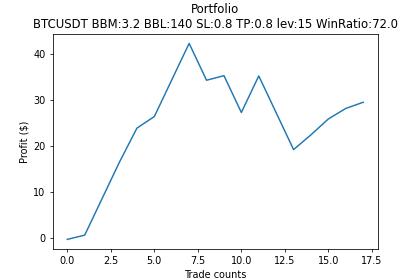 Portfolio
BTCUSDT BBM:3.2 BBL:140 SL:0.8 TP:0.8 lev:15 WinRatio:72.0
40
30
20
10
0
Profit ($)
0.0 2.5 5.0 7.5 10.0 12.5 15.0 17.5
Trade counts